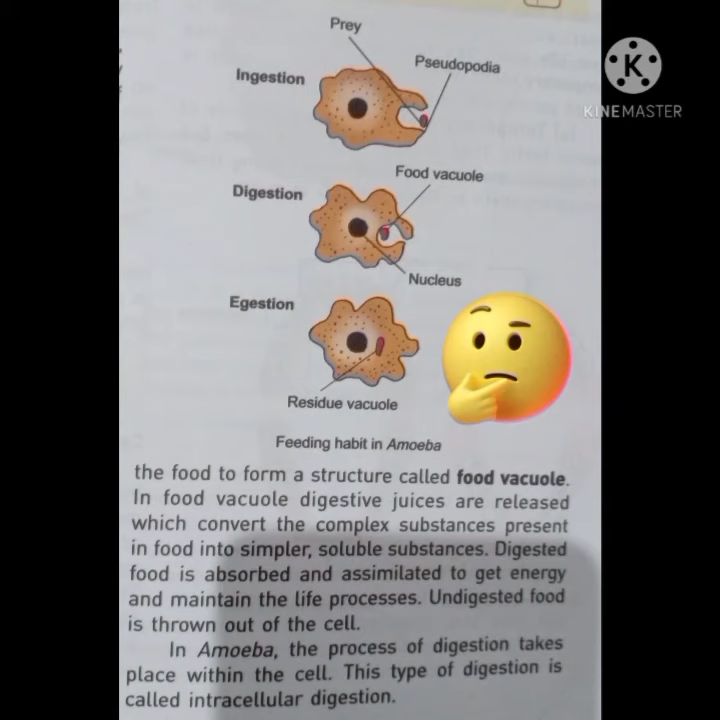 Prey
Pseudopodia
Ingestion
KINEMASTER
Food vacuole
Digestion
Nucleus
Egestion
Residue vacuole
Feeding habit in Amoeba
the food to form a structure called food vacuole.
In food vacuole digestive juices are released
which convert the complex substances present
in food into simpler, soluble substances. Digested
food is absorbed and assimilated to get energy
and maintain the life processes. Undigested food
is thrown out of the cell.
In Amoeba, the process of digestion takes
place within the cell. This type of digestion is
called intracellular digestion.